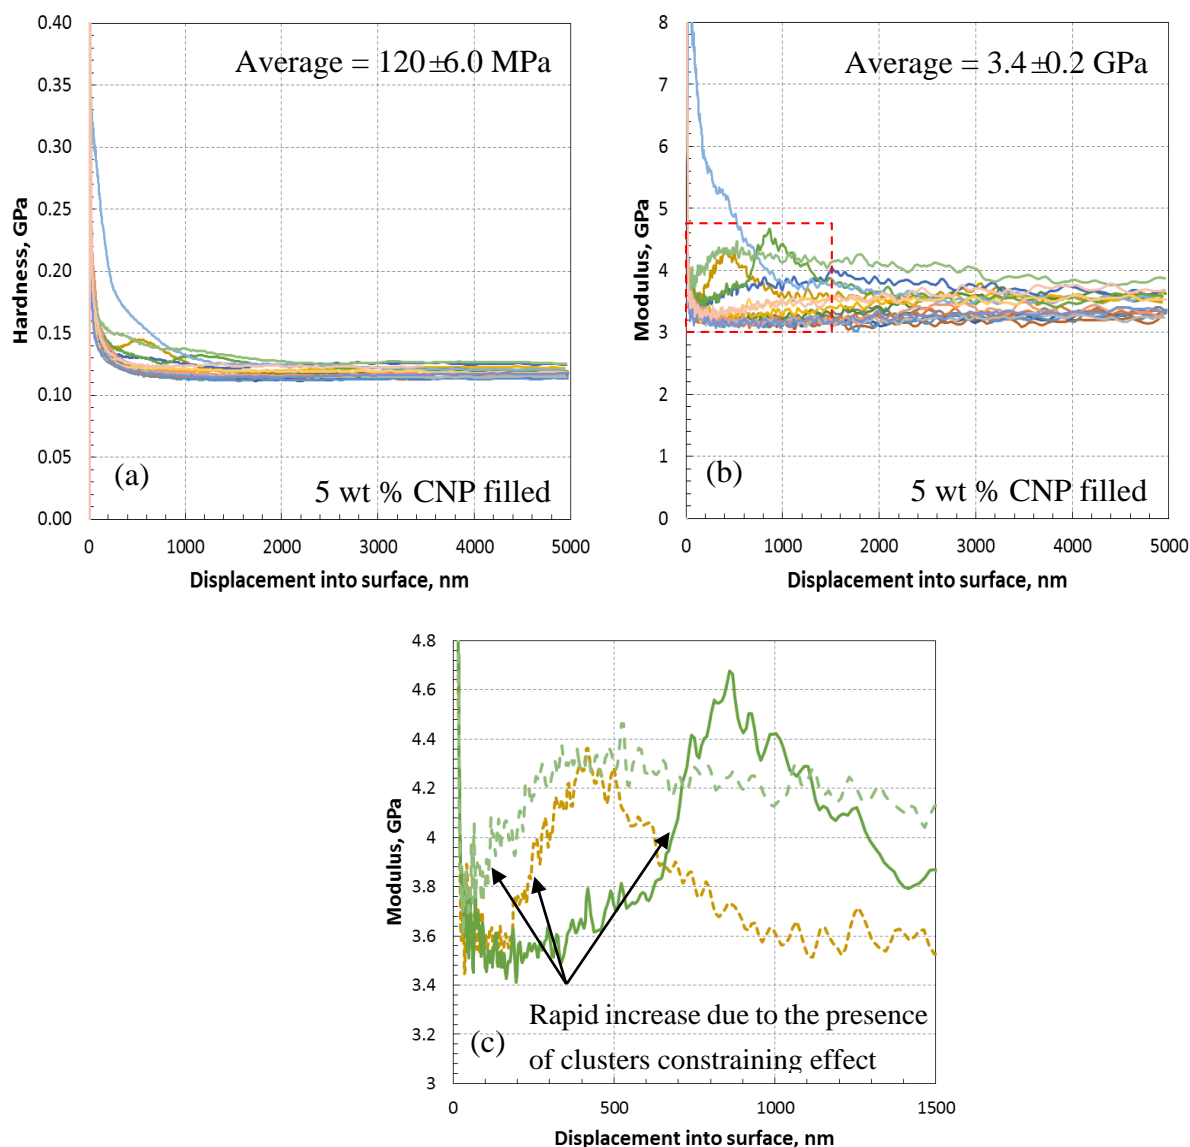 0.40
0.35
0.30
0.25
0.20
0.15
0.10
0.05
0.00
Hardness, GPa
Average = 120±6.0 MPa
(a)
5 wt % CNP filled
0 1000 2000 3000 4000 5000
Displacement into surface, nm
8
7
6
5
4
3
2
1
0
Modulus, GPa
Average = 3.4±0.2 GPa
(b)
5 wt % CNP filled
0 1000 2000 3000 4000 5000
Displacement into surface, nm
4.8
4.6
4.4
4.2
4
3.8
3.6
3.4
3.2
3
Modulus, GPa
Rapid increase due to the presence
of clusters constraining effect
(c)
0 500 1000 1500
Displacement into surface, nm